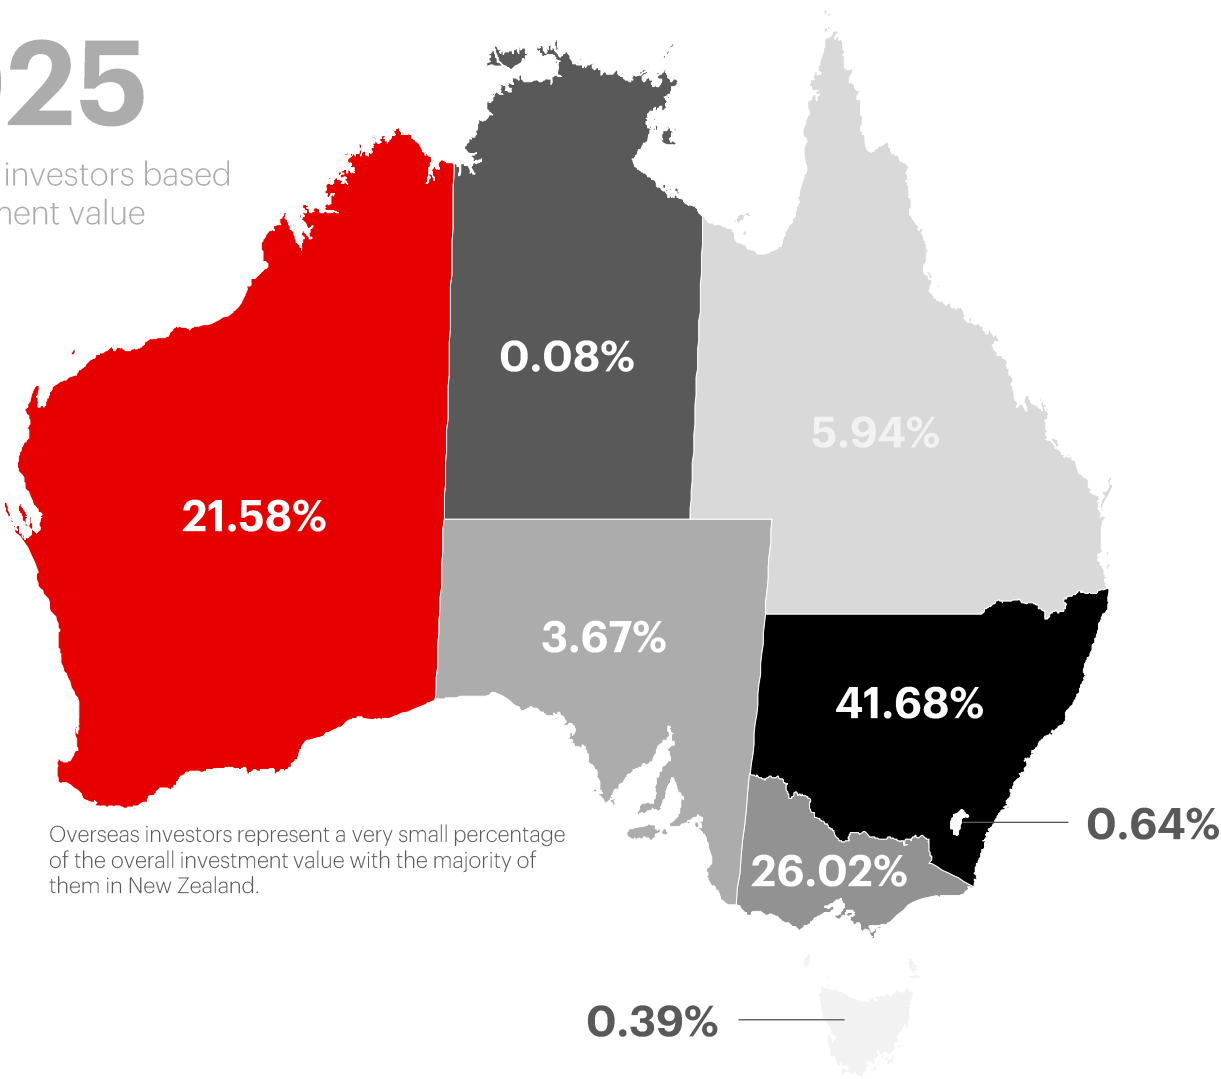 25
investors based
value
0.08%
5.94%
21.58%
3.67%
41.68%
0.64%
Overseas investors represent a very small percentage
of the overall investment value with the majority of
them in New Zealand.
26.02%
0.39%